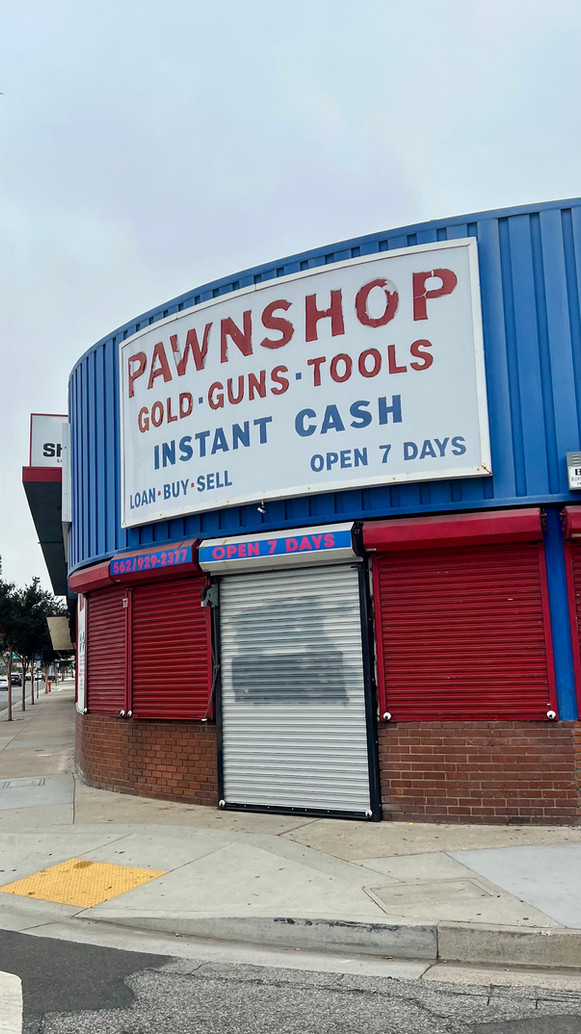 PAWNSHOP
GOLD·GUNS·TOOLS
INSTANT CASH
LOAN·BUY·SELL
OPEN 7 DAYS
562/929-2377
OPEN 7 DAYS